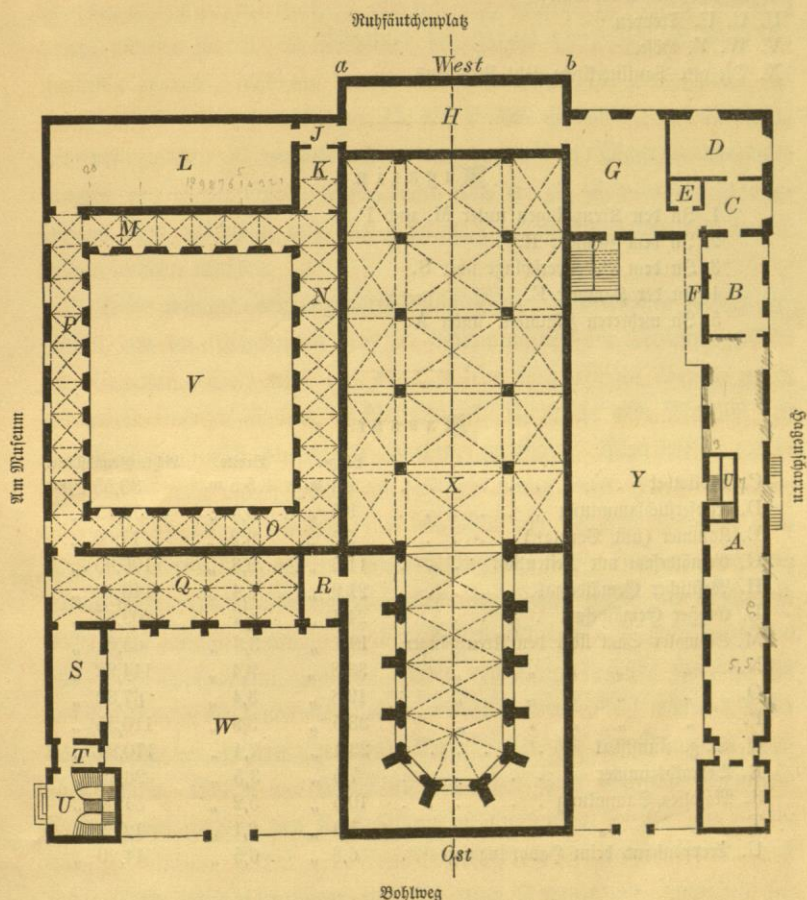 Ruhfäutchenplatz
a West b
H
J
L K G D
E
C
M
N F B
P
V
U
X Y U
A
O
Q R
S
W
T
U
Ost
Am Museum
Hagenscharrn
Bohlweg